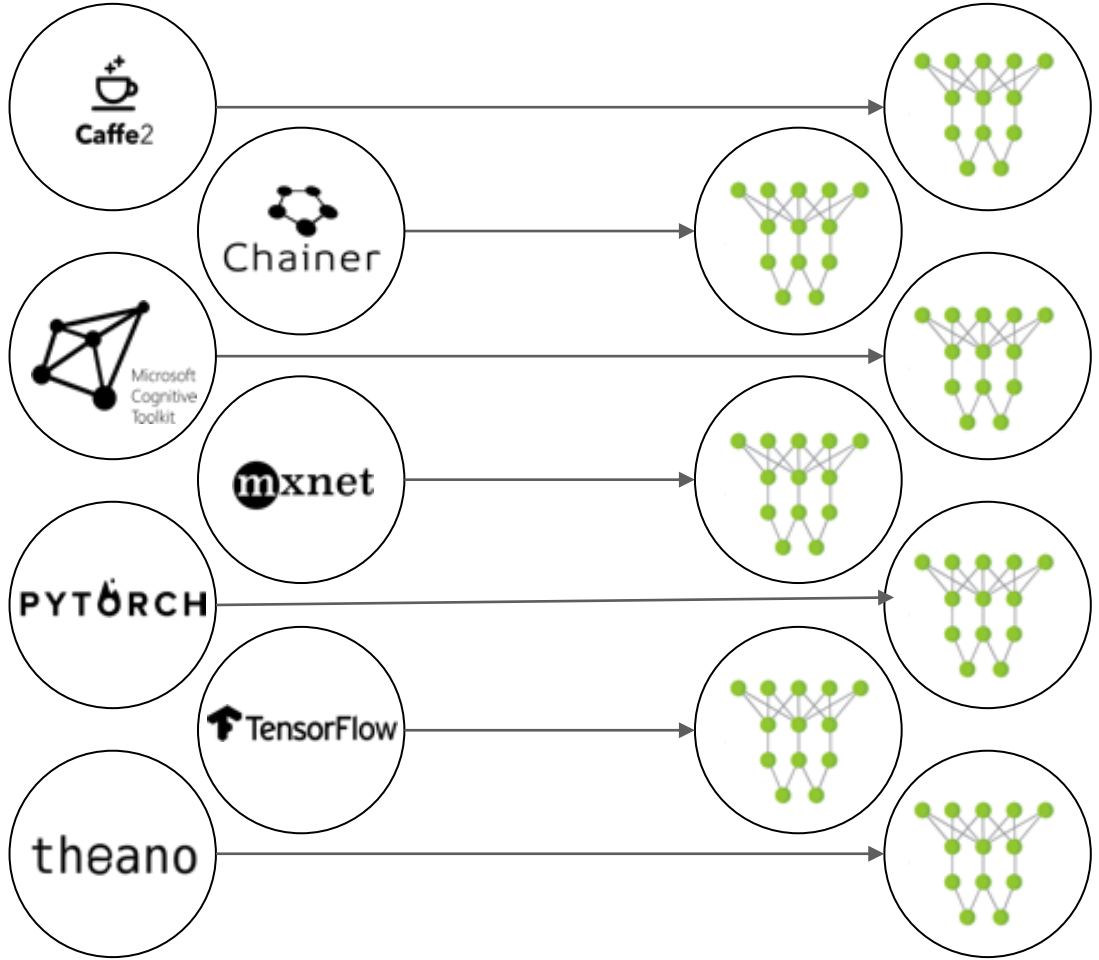 Caffe2
Chainer
Microsoft
Cognitive
Toolkit
mxnet
PYTORCH
TensorFlow
theano